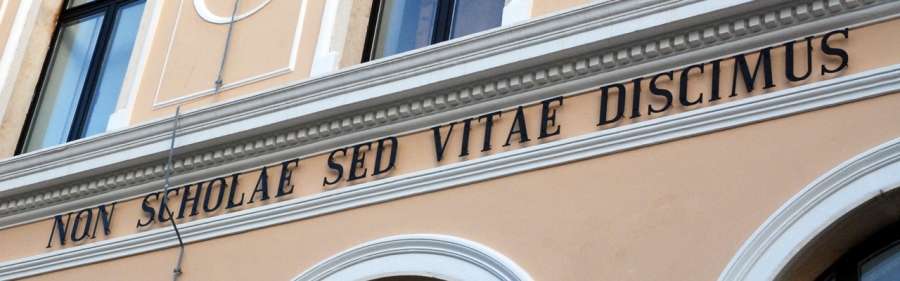 NON SCHOLAE SED VITAE DISCIMUS